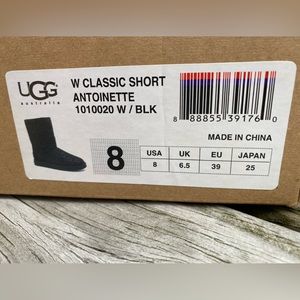 UGG
australia
W CLASSIC SHORT
ANTOINETTE
1010020 W / BLK
8 88855 39176 0
MADE IN CHINA
8
USA UK EU JAPAN
8 6.5 39 25